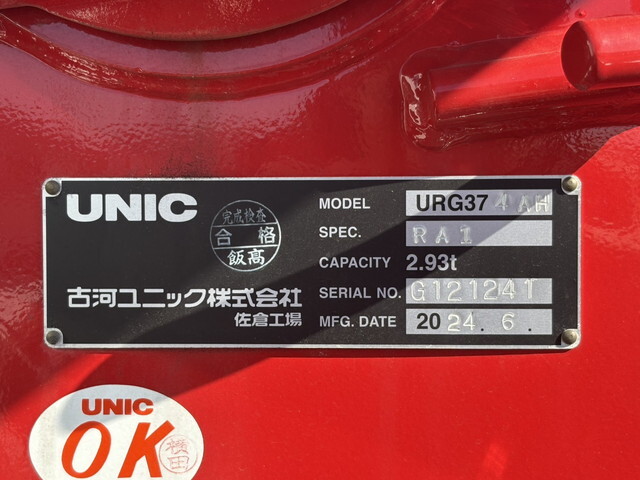 UNIC
完成検査
合格
飯高
古河ユニック株式会社
佐倉工場
MODEL URG374AH
SPEC. RA1
CAPACITY 2.93t
SERIAL NO. G121241
MFG. DATE 2024.6.
UNIC
OK
横田